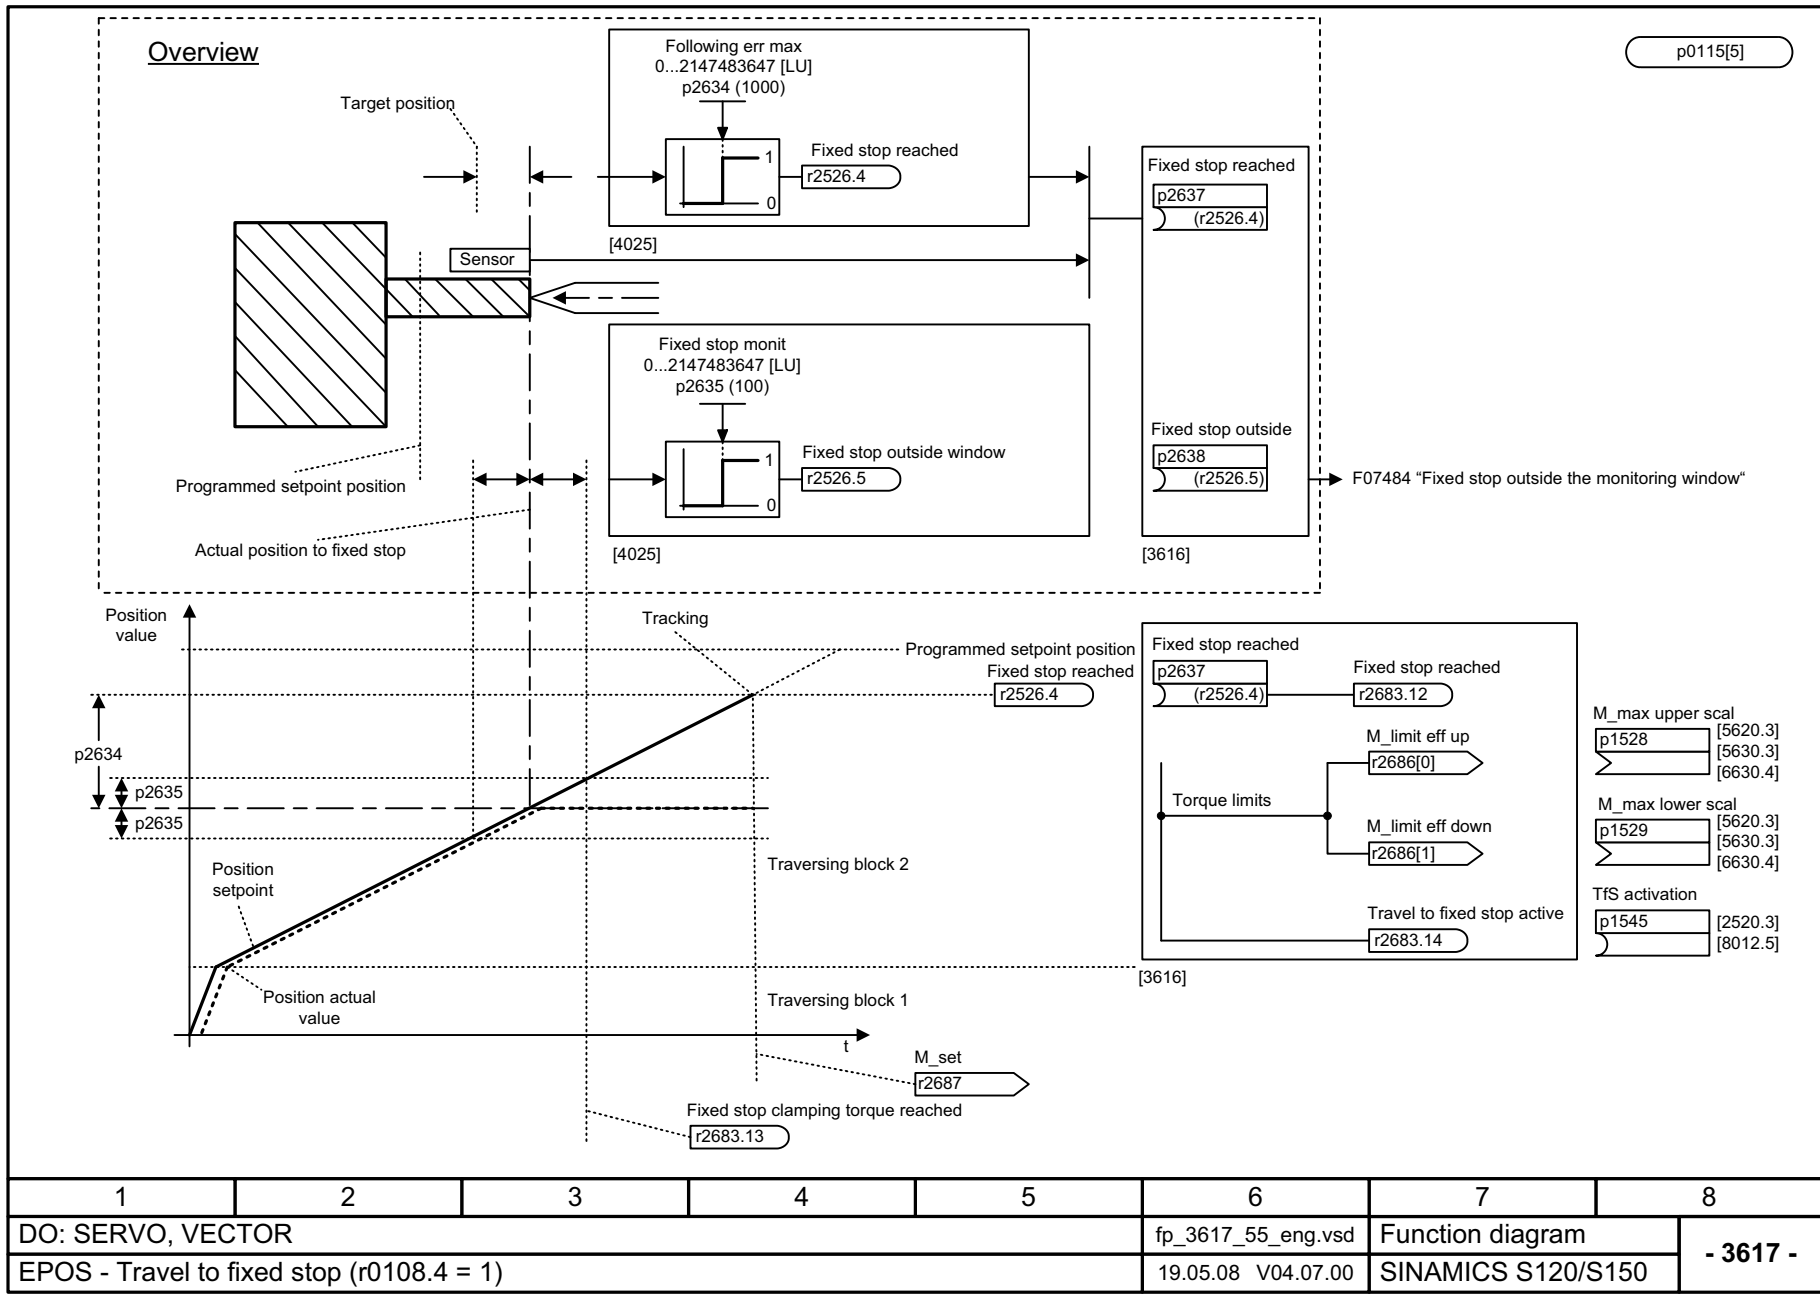 Overview
p0115[5]
Following err max
0...2147483647 [LU]
p2634 (1000)
Target position
1
0
Fixed stop reached
r2526.4
[4025]
Fixed stop reached
p2637
(r2526.4)
Sensor
Fixed stop monit
0...2147483647 [LU]
p2635 (100)
1
0
Fixed stop outside window
r2526.5
[4025]
Fixed stop outside
p2638
(r2526.5)
[3616]
F07484 “Fixed stop outside the monitoring window“
Programmed setpoint position
Actual position to fixed stop
Position
value
Tracking
Programmed setpoint position
Fixed stop reached
r2526.4
p2634
p2635
p2635
Position
setpoint
Position actual
value
Traversing block 2
Traversing block 1
t
M_set
r2687
Fixed stop clamping torque reached
r2683.13
Fixed stop reached
p2637
(r2526.4)
Fixed stop reached
r2683.12
M_limit eff up
r2686[0]
Torque limits
M_limit eff down
r2686[1]
Travel to fixed stop active
r2683.14
[3616]
M_max upper scal
p1528
[5620.3]
[5630.3]
[6630.4]
M_max lower scal
p1529
[5620.3]
[5630.3]
[6630.4]
TfS activation
p1545
[2520.3]
[8012.5]
1 2 3 4 5 6 7 8
DO: SERVO, VECTOR
fp_3617_55_eng.vsd
Function diagram
- 3617 -
EPOS - Travel to fixed stop (r0108.4 = 1)
19.05.08 V04.07.00
SINAMICS S120/S150